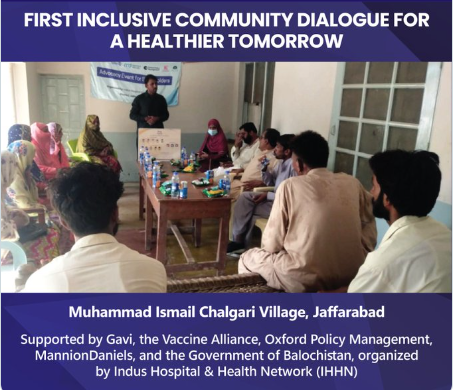 FIRST INCLUSIVE COMMUNITY DIALOGUE FOR
A HEALTHIER TOMORROW
Advocacy Event For
Muhammad Ismail Chalgari Village, Jaffarabad
Supported by Gavi, the Vaccine Alliance, Oxford Policy Management,
MannionDaniels, and the Government of Balochistan, organized
by Indus Hospital & Health Network (IHHN)